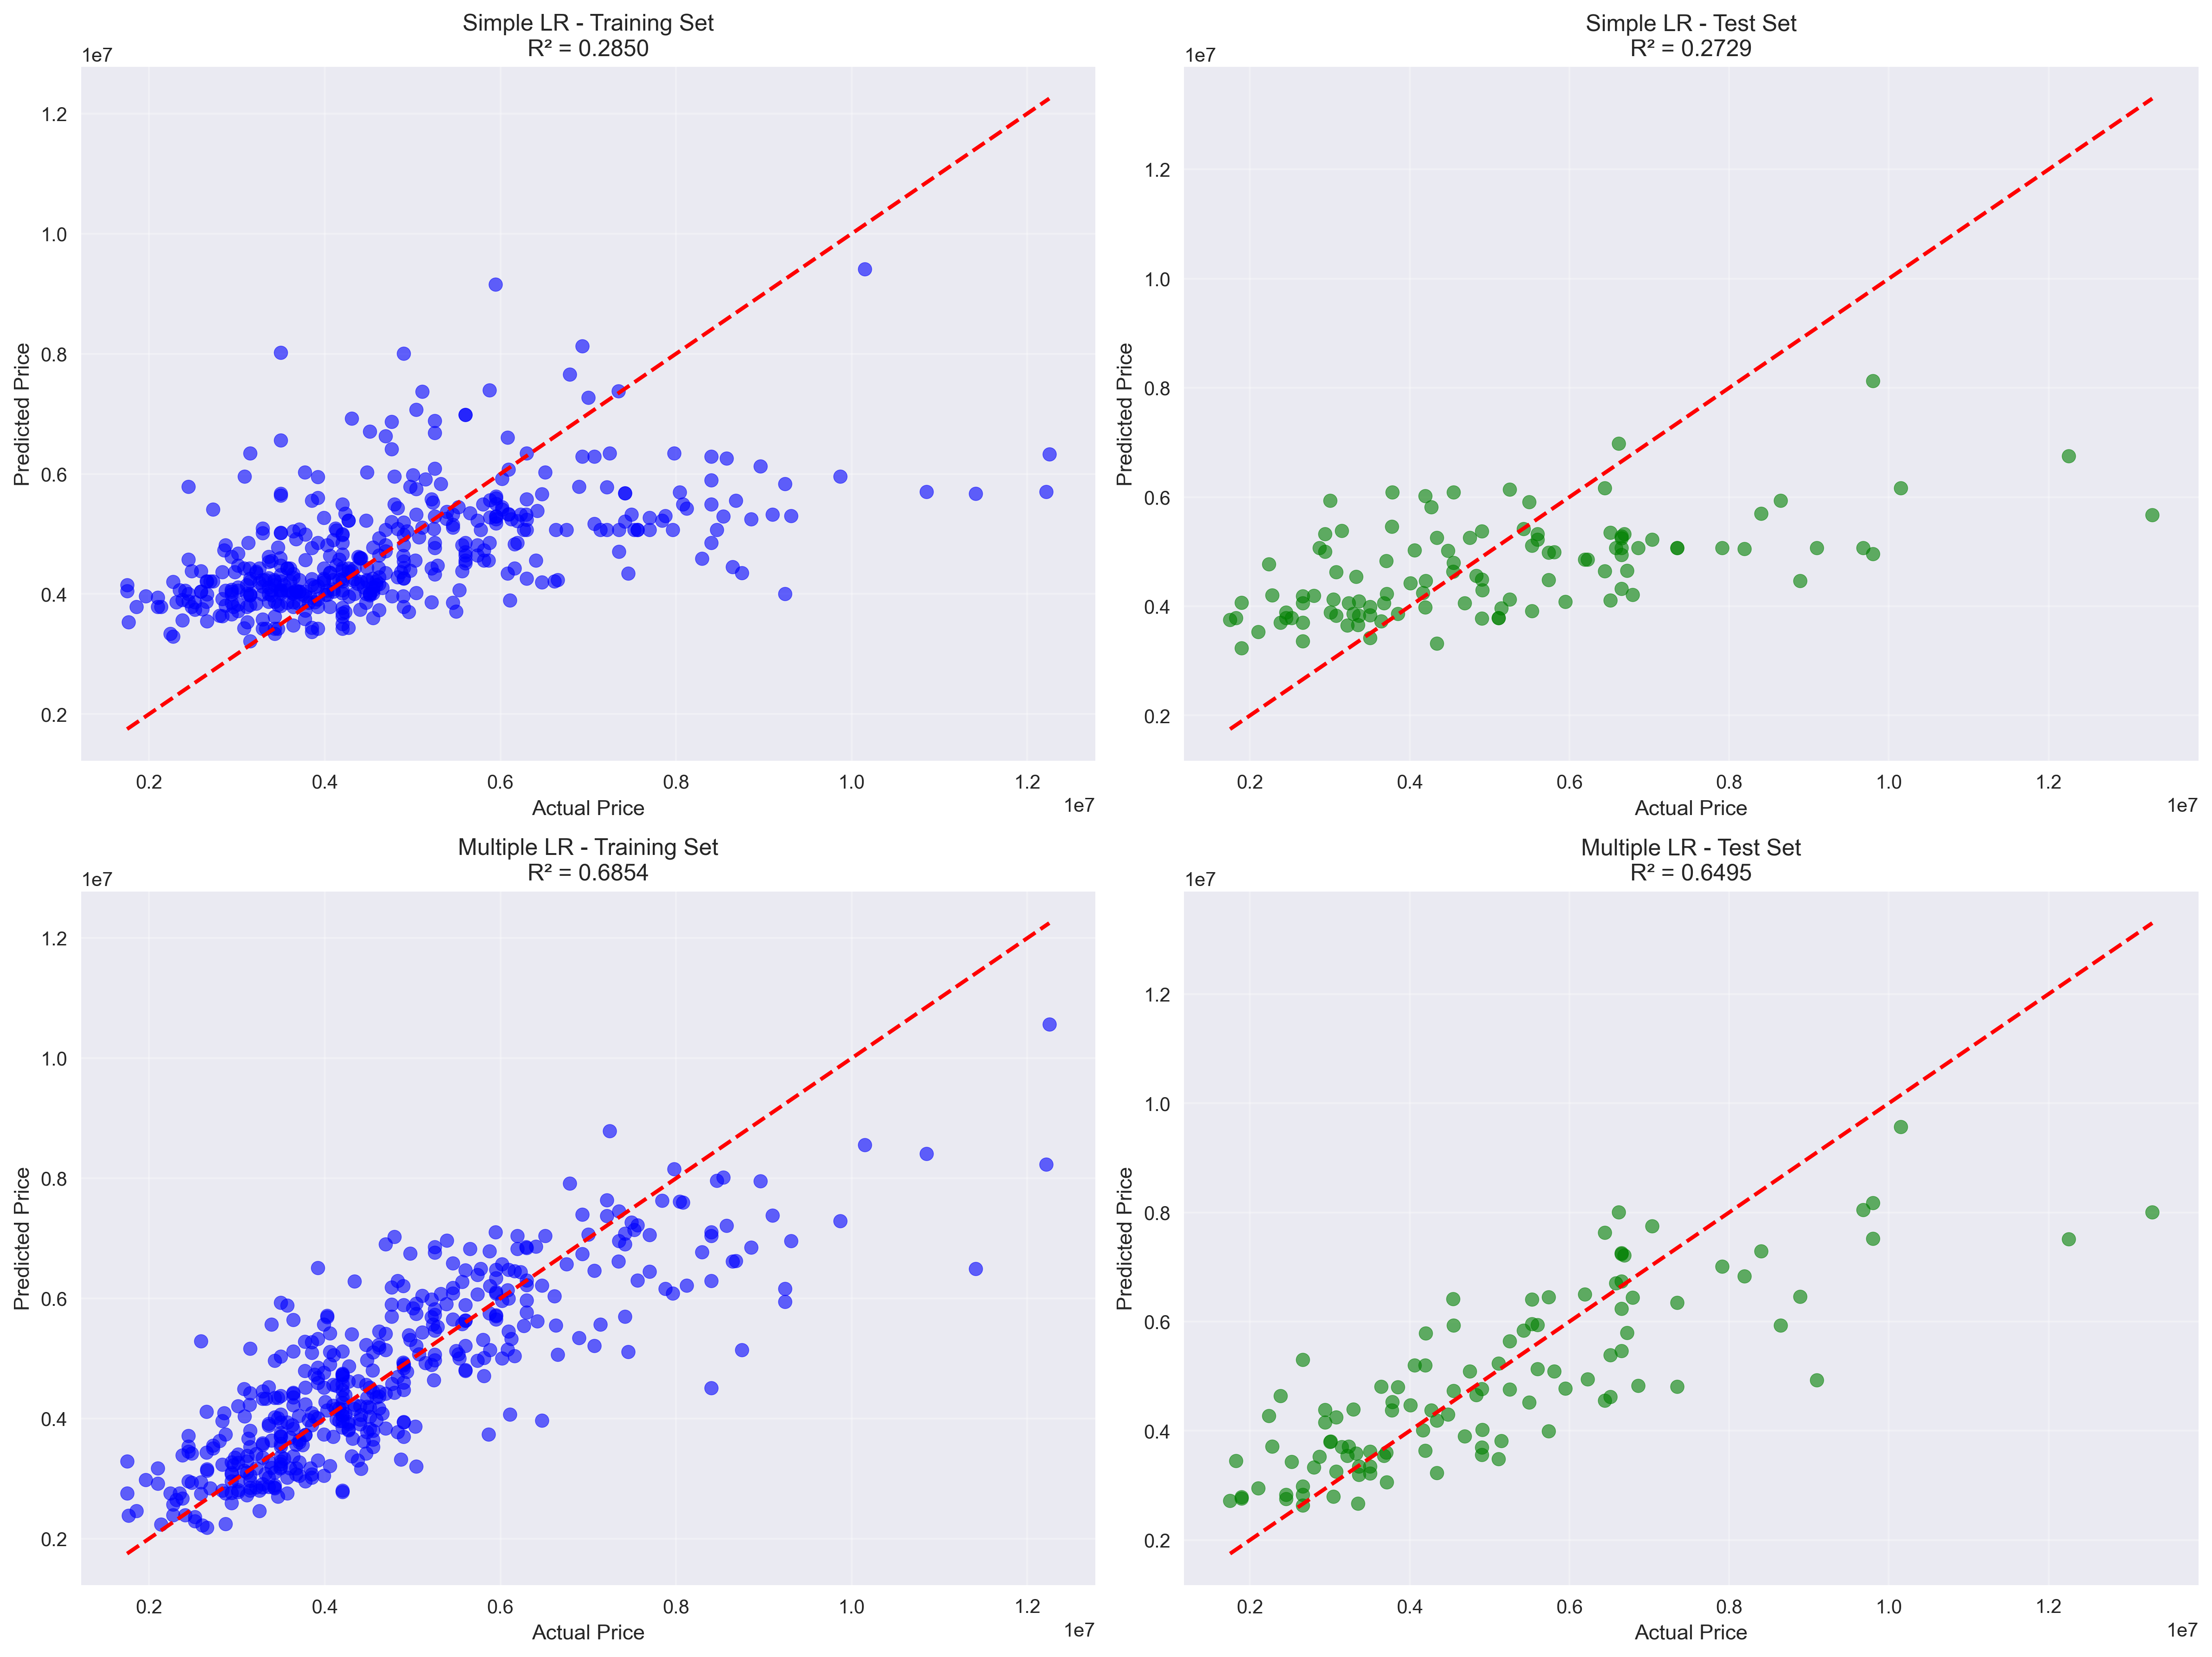 Simple LR - Training Set
R² = 0.2850
1e7
1.2
1.0
0.8
0.6
0.4
0.2
Predicted Price
0.2 0.4 0.6 0.8 1.0 1.2
Actual Price
1e7
Simple LR - Test Set
R² = 0.2729
1e7
1.2
1.0
0.8
0.6
0.4
0.2
Predicted Price
0.2 0.4 0.6 0.8 1.0 1.2
Actual Price
1e7
Multiple LR - Training Set
R² = 0.6854
1e7
1.2
1.0
0.8
0.6
0.4
0.2
Predicted Price
0.2 0.4 0.6 0.8 1.0 1.2
Actual Price
1e7
Multiple LR - Test Set
R² = 0.6495
1e7
1.2
1.0
0.8
0.6
0.4
0.2
Predicted Price
0.2 0.4 0.6 0.8 1.0 1.2
Actual Price
1e7